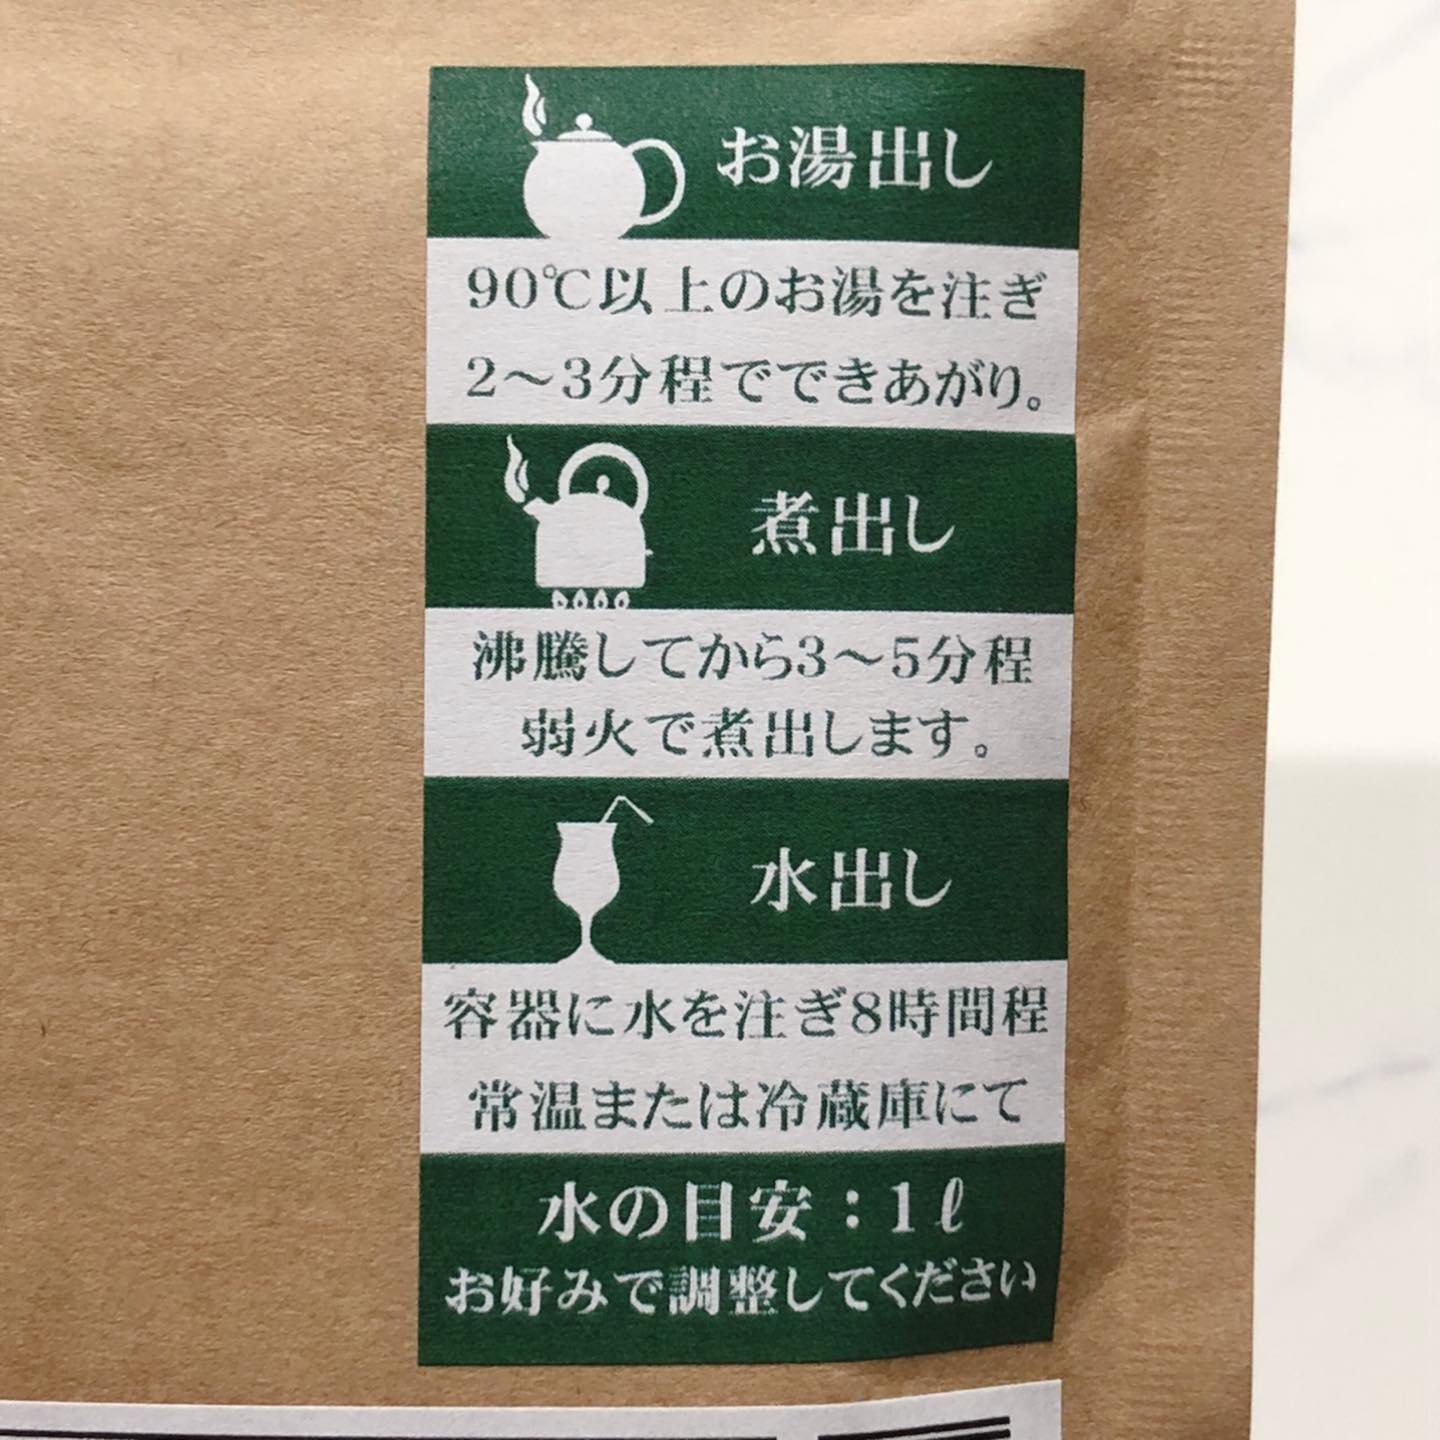 お湯出し
90℃以上のお湯を注ぎ
2〜3分程でできあがり。
煮出し
沸騰してから3〜5分程
弱火で煮出します。
水出し
容器に水を注ぎ8時間程
常温または冷蔵庫にて
水の目安：1ℓ
お好みで調整してください